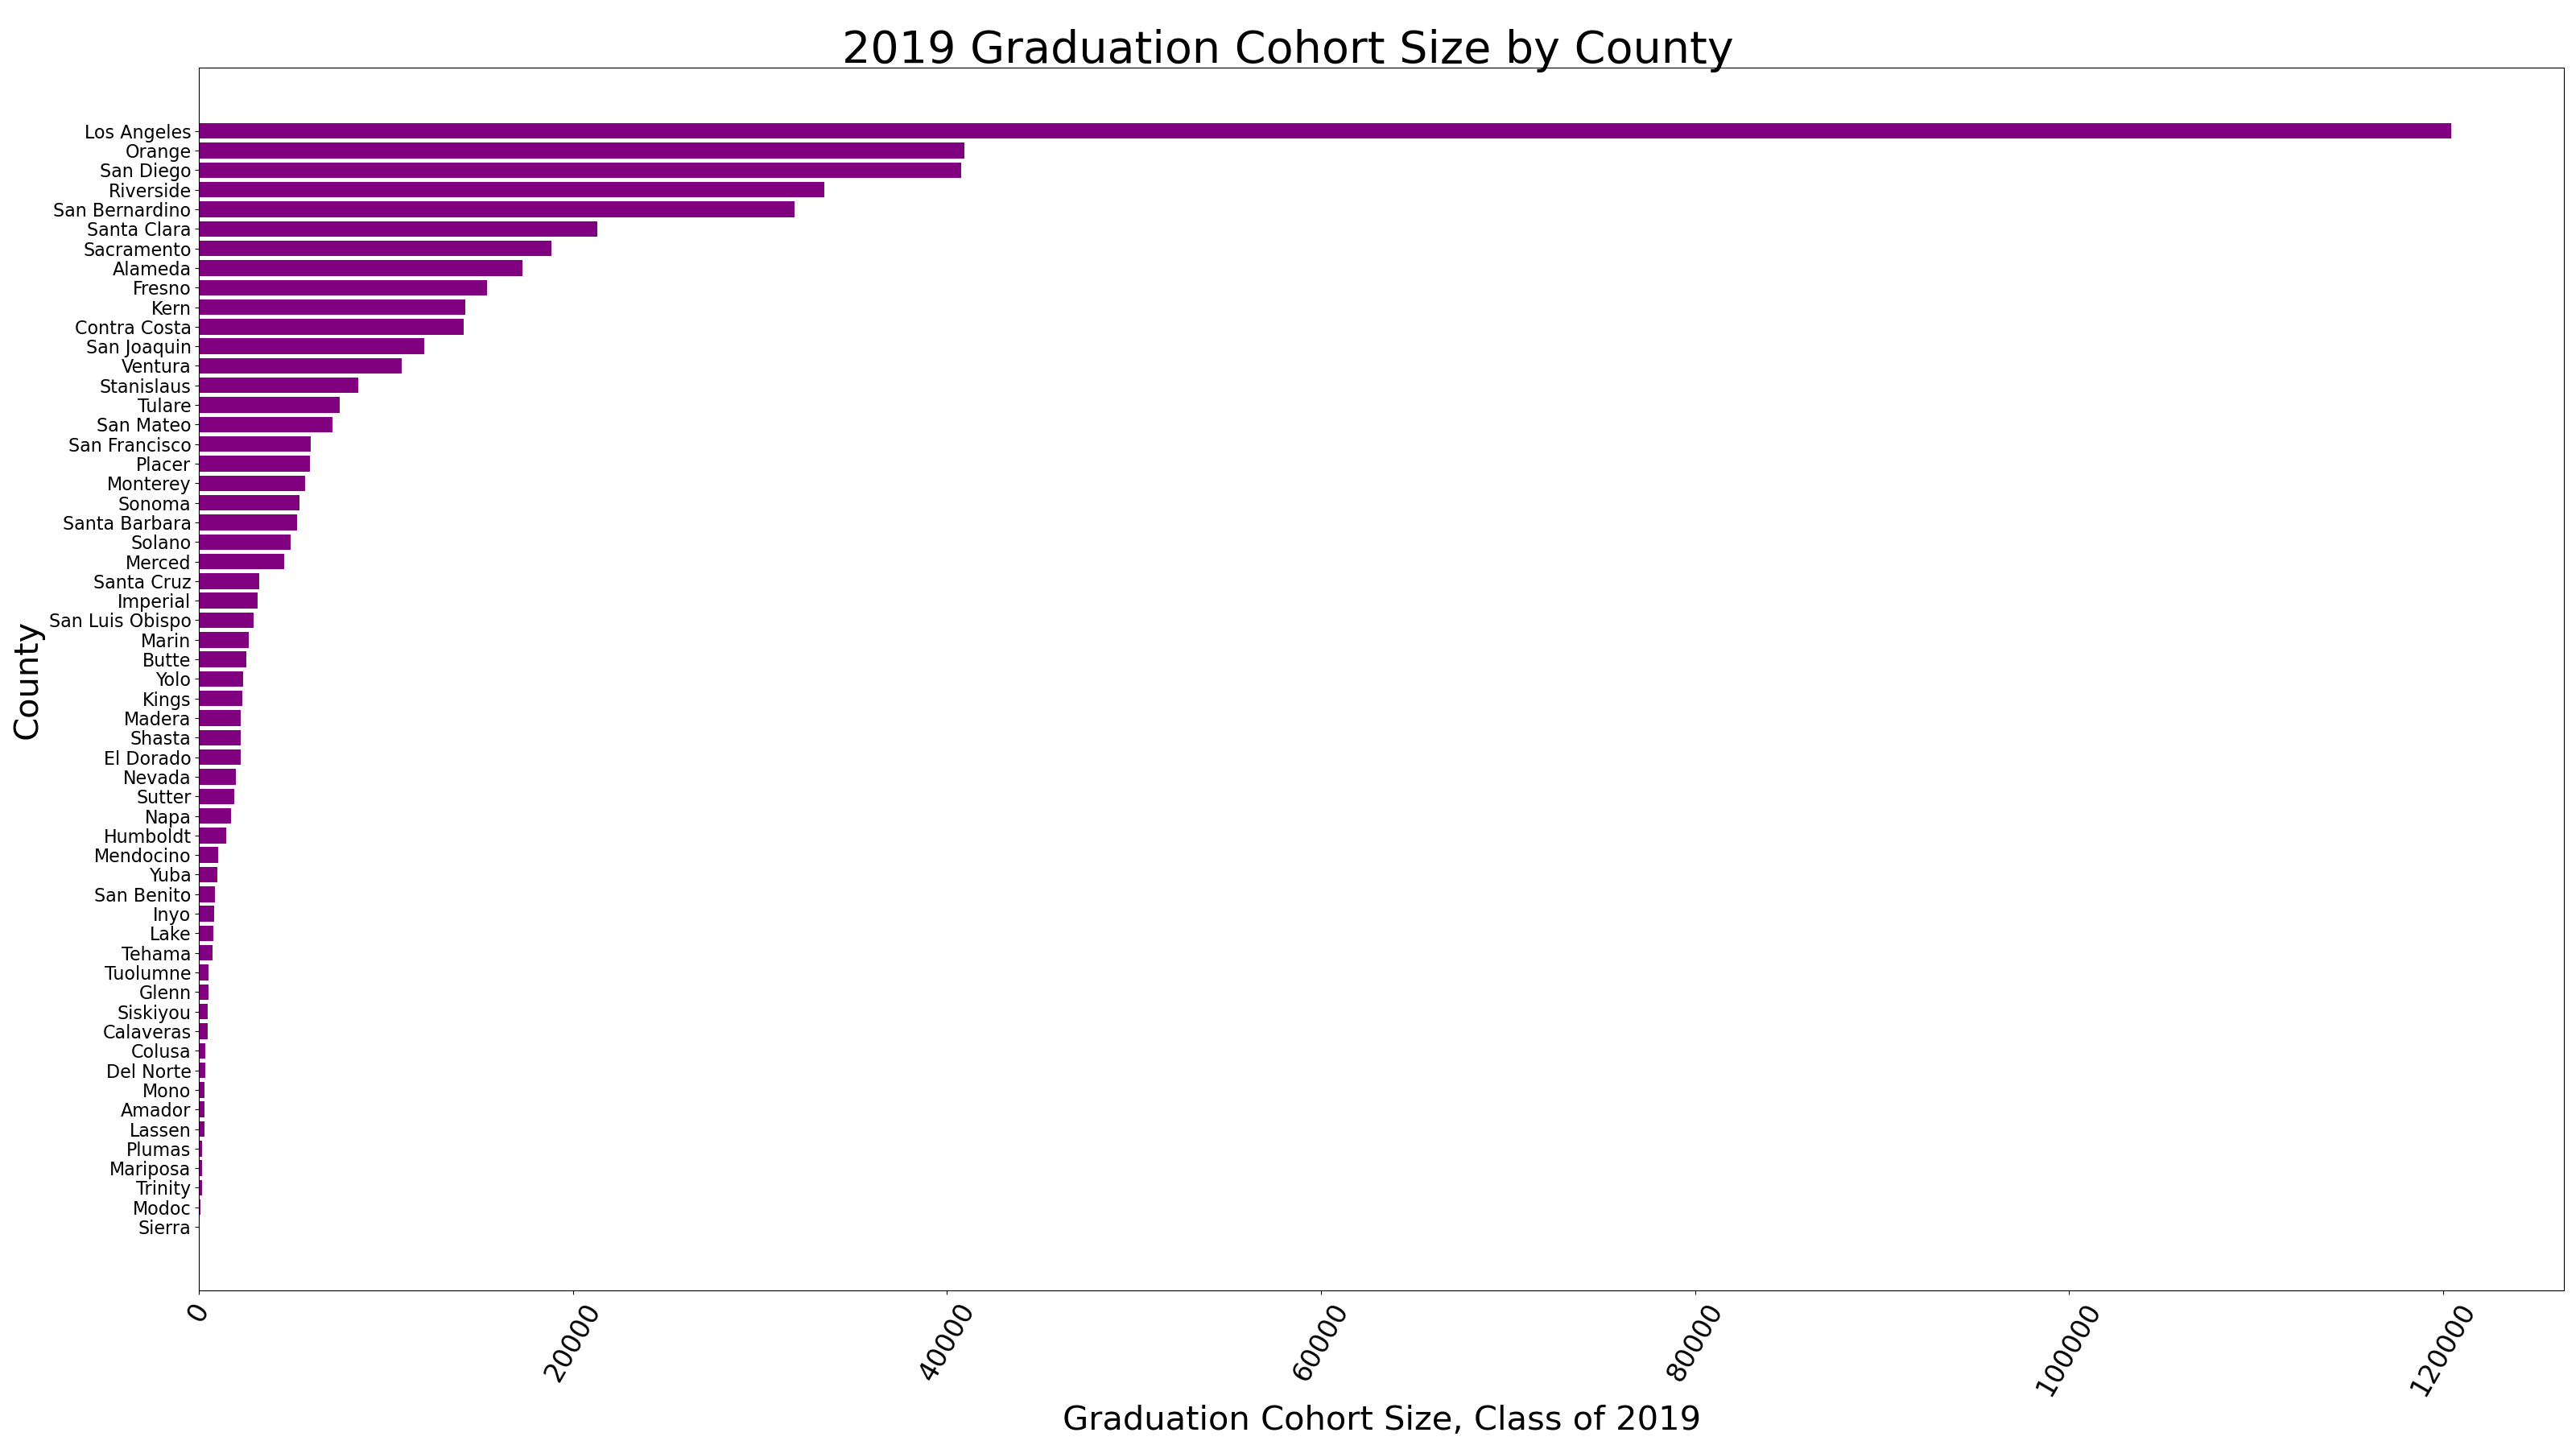 2019 Graduation Cohort Size by County
County
Los Angeles
Orange
San Diego
Riverside
San Bernardino
Santa Clara
Sacramento
Alameda
Fresno
Kern
Contra Costa
San Joaquin
Ventura
Stanislaus
Tulare
San Mateo
San Francisco
Placer
Monterey
Sonoma
Santa Barbara
Solano
Merced
Santa Cruz
Imperial
San Luis Obispo
Marin
Butte
Yolo
Kings
Madera
Shasta
El Dorado
Nevada
Sutter
Napa
Humboldt
Mendocino
Yuba
San Benito
Inyo
Lake
Tehama
Tuolumne
Glenn
Siskiyou
Calaveras
Colusa
Del Norte
Mono
Amador
Lassen
Plumas
Mariposa
Trinity
Modoc
Sierra
0 20000 40000 60000 80000 100000 120000
Graduation Cohort Size, Class of 2019